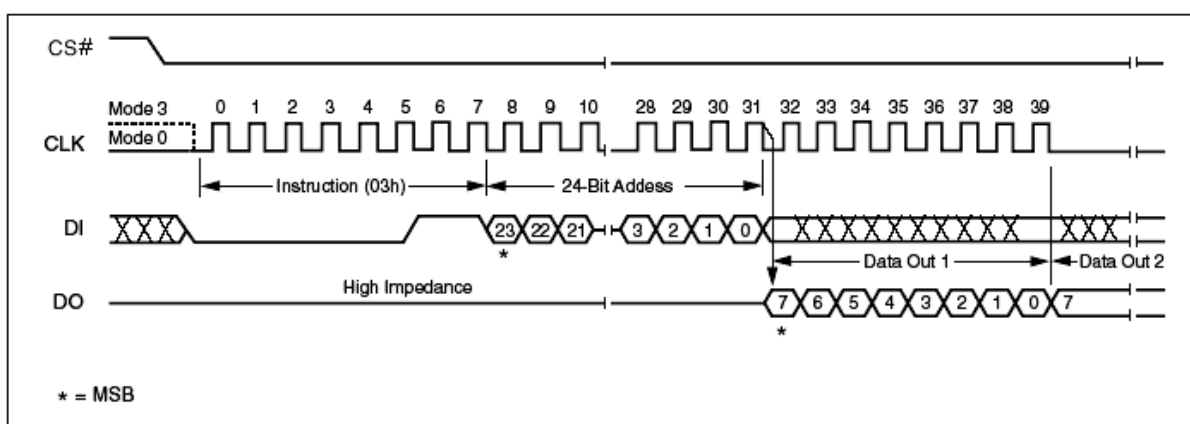 CS#
Mode 3 0 1 2 3 4 5 6 7 8 9 10 28 29 30 31 32 33 34 35 36 37 38 39
CLK Mode 0
Instruction (03h) 24-Bit Addess
DI 23 22 21 3 2 1 0
*
Data Out 1 Data Out 2
High Impedance
DO 7 6 5 4 3 2 1 0 7
*
* = MSB